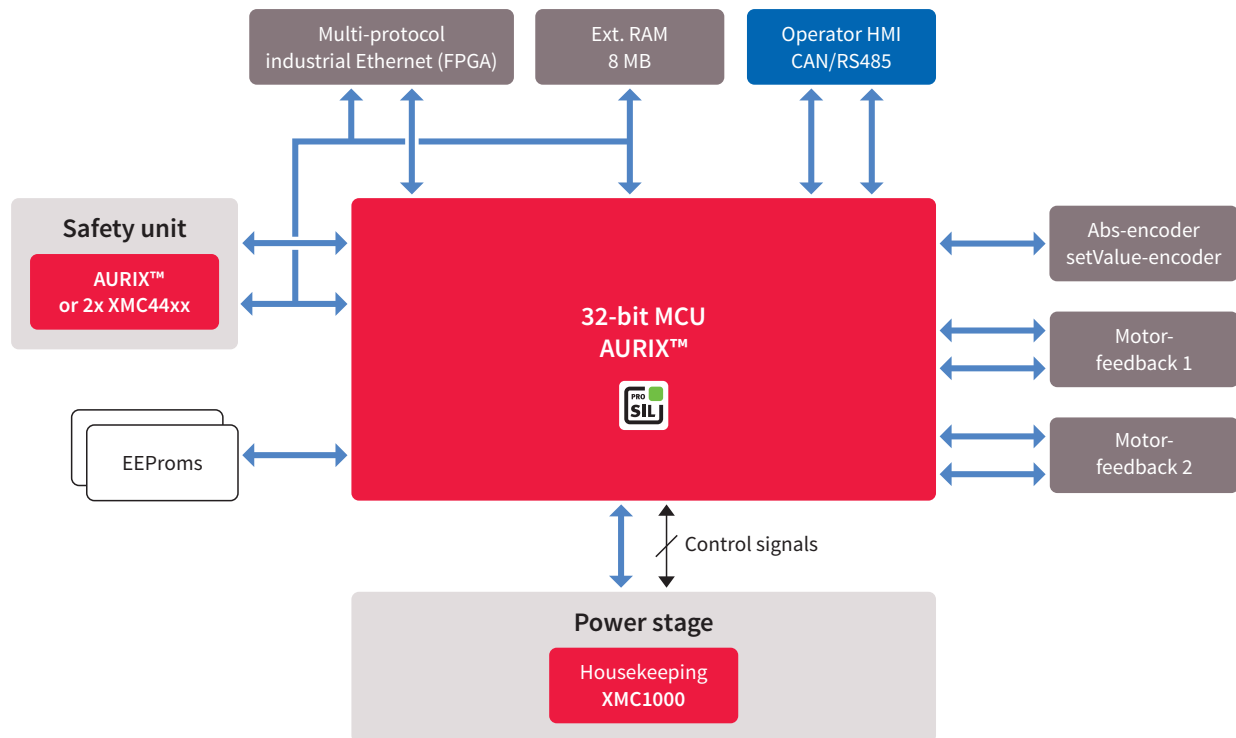 Multi-protocol
industrial Ethernet (FPGA)
Ext. RAM
8 MB
Operator HMI
CAN/RS485
Safety unit
AURIX™
or 2x XMC44xx
32-bit MCU
AURIX™
PRO
SIL
Abs-encoder
setValue-encoder
Motor-
feedback 1
EEProms
Motor-
feedback 2
Control signals
Power stage
Housekeeping
XMC1000